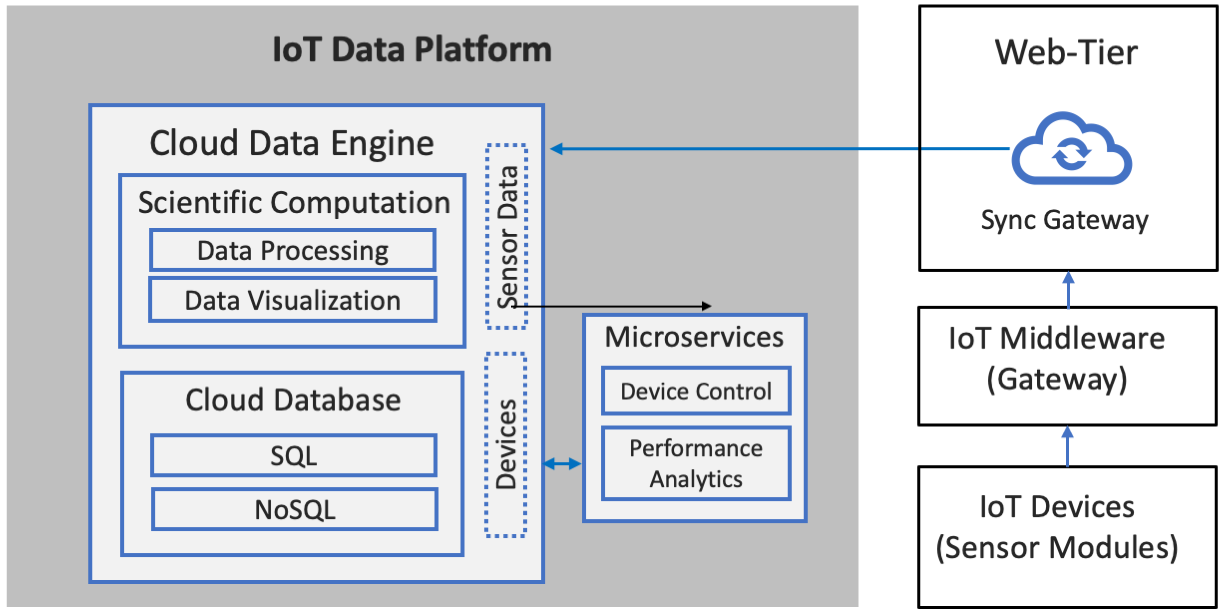 IoT Data Platform
Cloud Data Engine
Scientific Computation
Data Processing
Data Visualization
Sensor Data
Cloud Database
SQL
NoSQL
Devices
Microservices
Device Control
Performance
Analytics
Web-Tier
Sync Gateway
IoT Middleware
(Gateway)
IoT Devices
(Sensor Modules)